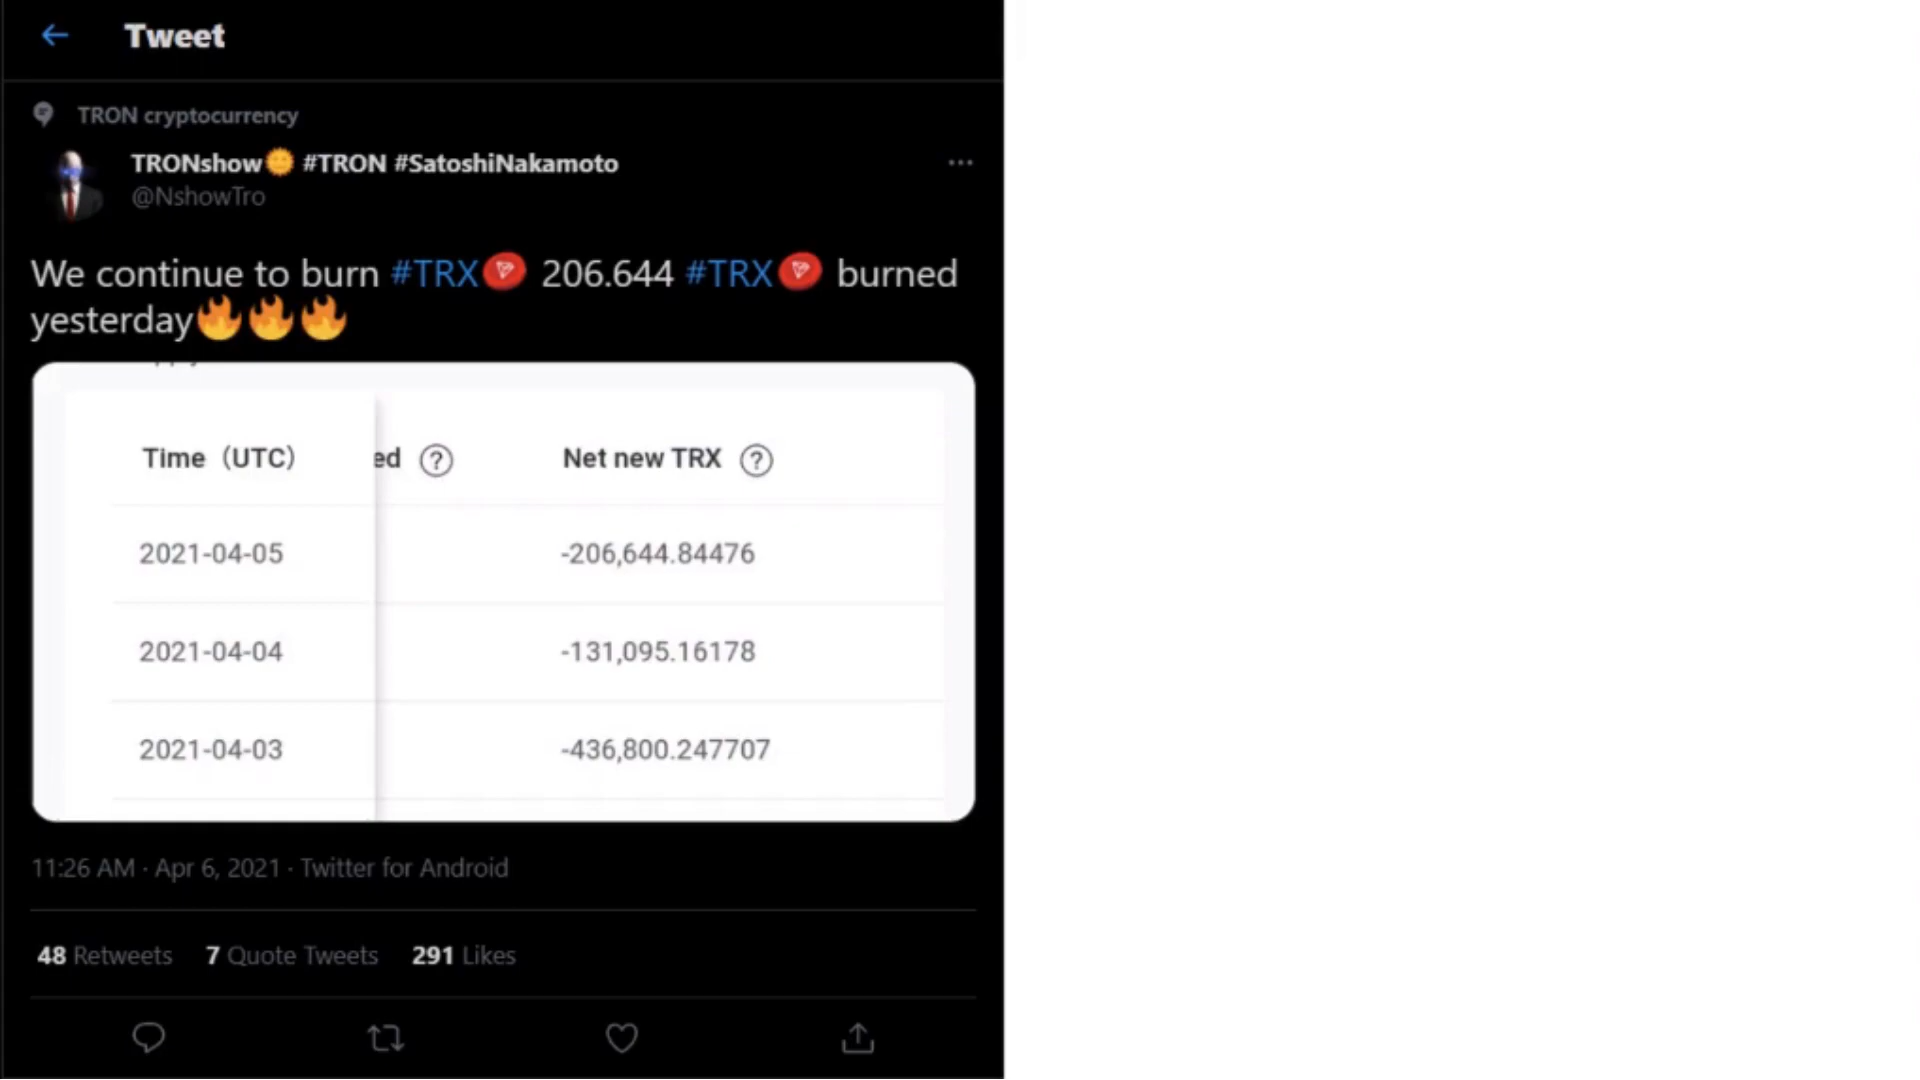 Tweet
TRON cryptocurrency
TRONshow🌞 #TRON #SatoshiNakamoto
@NshowTro
We continue to burn #TRX 206.644 #TRX burned
yesterday🔥🔥🔥
Time（UTC） ed ? Net new TRX ?
2021-04-05 -206,644.84476
2021-04-04 -131,095.16178
2021-04-03 -436,800.247707
11:26 AM · Apr 6, 2021 · Twitter for Android
48 Retweets 7 Quote Tweets 291 Likes